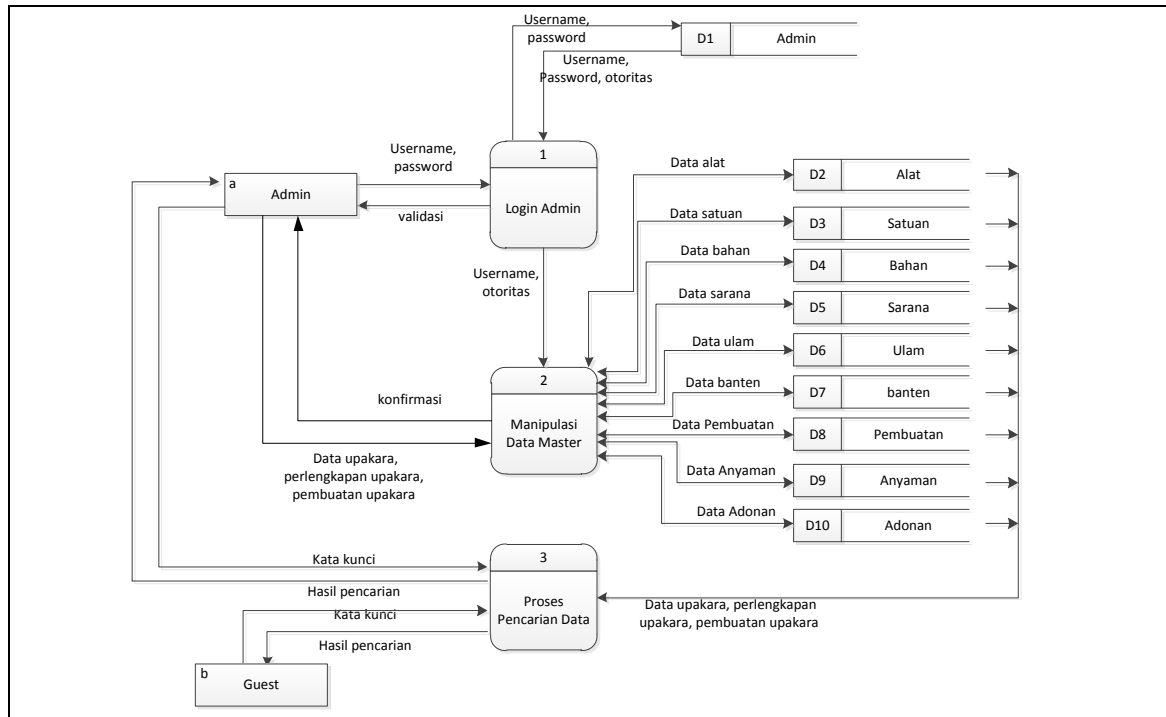 Username,
password
D1
Admin
Username,
Password, otoritas
1
Login Admin
Username,
password
a
Admin
validasi
Username,
otoritas
Data alat
D2
Alat
Data satuan
D3
Satuan
Data bahan
D4
Bahan
Data sarana
D5
Sarana
Data ulam
D6
Ulam
Data banten
D7
banten
Data Pembuatan
D8
Pembuatan
Data Anyaman
D9
Anyaman
Data Adonan
D10
Adonan
2
Manipulasi
Data Master
konfirmasi
Data upakara,
perlengkapan upakara,
pembuatan upakara
3
Proses
Pencarian Data
Kata kunci
Hasil pencarian
Kata kunci
Hasil pencarian
Data upakara, perlengkapan
upakara, pembuatan upakara
b
Guest